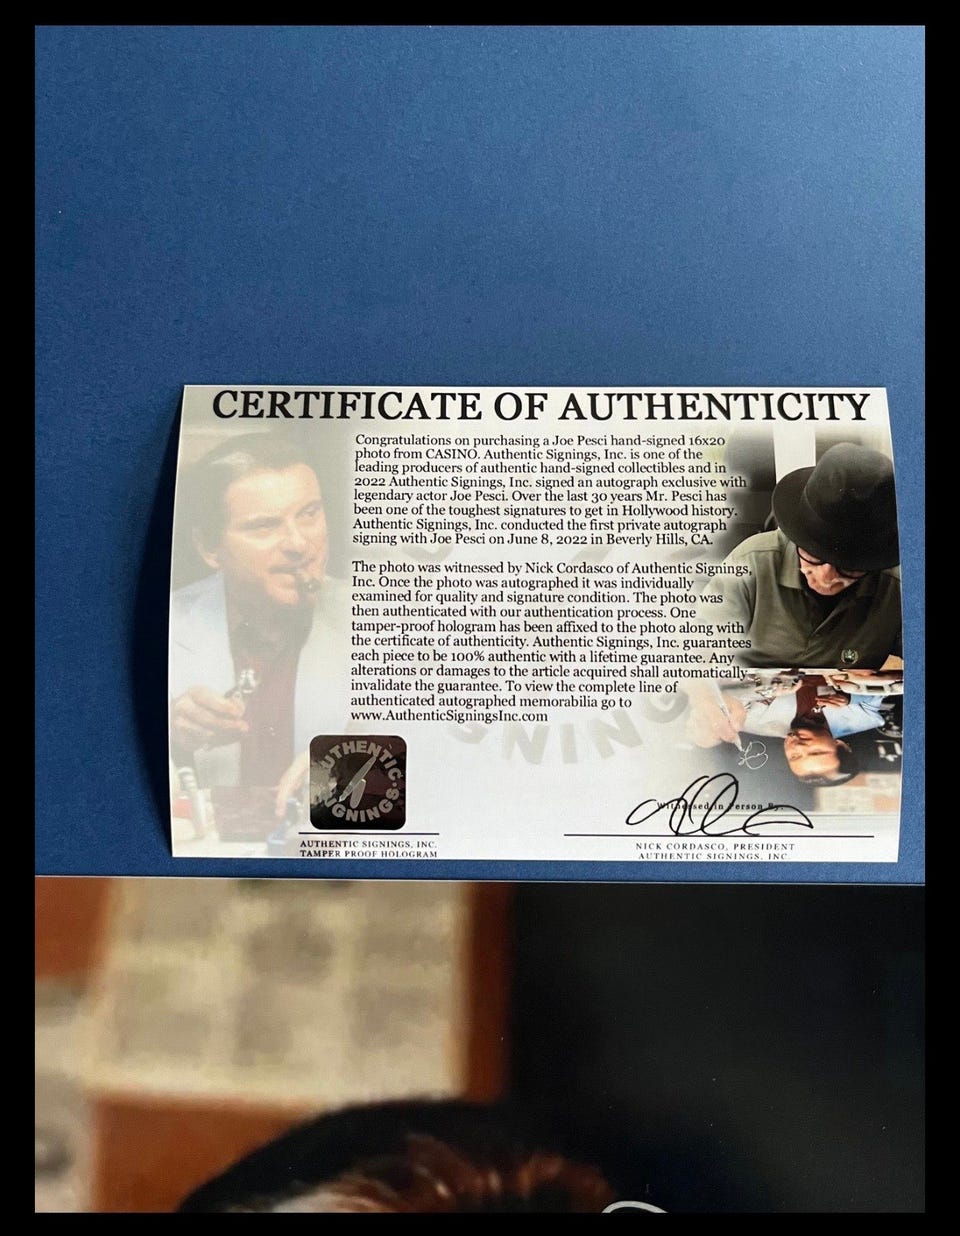 CERTIFICATE OF AUTHENTICITY
Congratulations on purchasing a Joe Pesci hand-signed 16x20
photo from CASINO. Authentic Signings, Inc. is one of the
leading producers of authentic hand-signed collectibles and in
2022 Authentic Signings, Inc. signed an autograph exclusive with
legendary actor Joe Pesci. Over the last 30 years Mr. Pesci has
been one of the toughest signatures to get in Hollywood history.
Authentic Signings, Inc. conducted the first private autograph
signing with Joe Pesci on June 8, 2022 in Beverly Hills, CA.
The photo was witnessed by Nick Cordasco of Authentic Signings,
Inc. Once the photo was autographed it was individually
examined for quality and signature condition. The photo was
then authenticated with our authentication process. One
tamper-proof hologram has been affixed to the photo along with
the certificate of authenticity. Authentic Signings, Inc. guarantees
each piece to be 100% authentic with a lifetime guarantee. Any
alterations or damages to the article acquired shall automatically
invalidate the guarantee. To view the complete line of
authenticated autographed memorabilia go to
www.AuthenticSigningsInc.com
NING
AUTHENTIC
SIGNINGS
Witnessed in Person By:
AUTHENTIC SIGNINGS, INC.
TAMPER PROOF HOLOGRAM
NICK CORDASCO, PRESIDENT
AUTHENTIC SIGNINGS, INC.